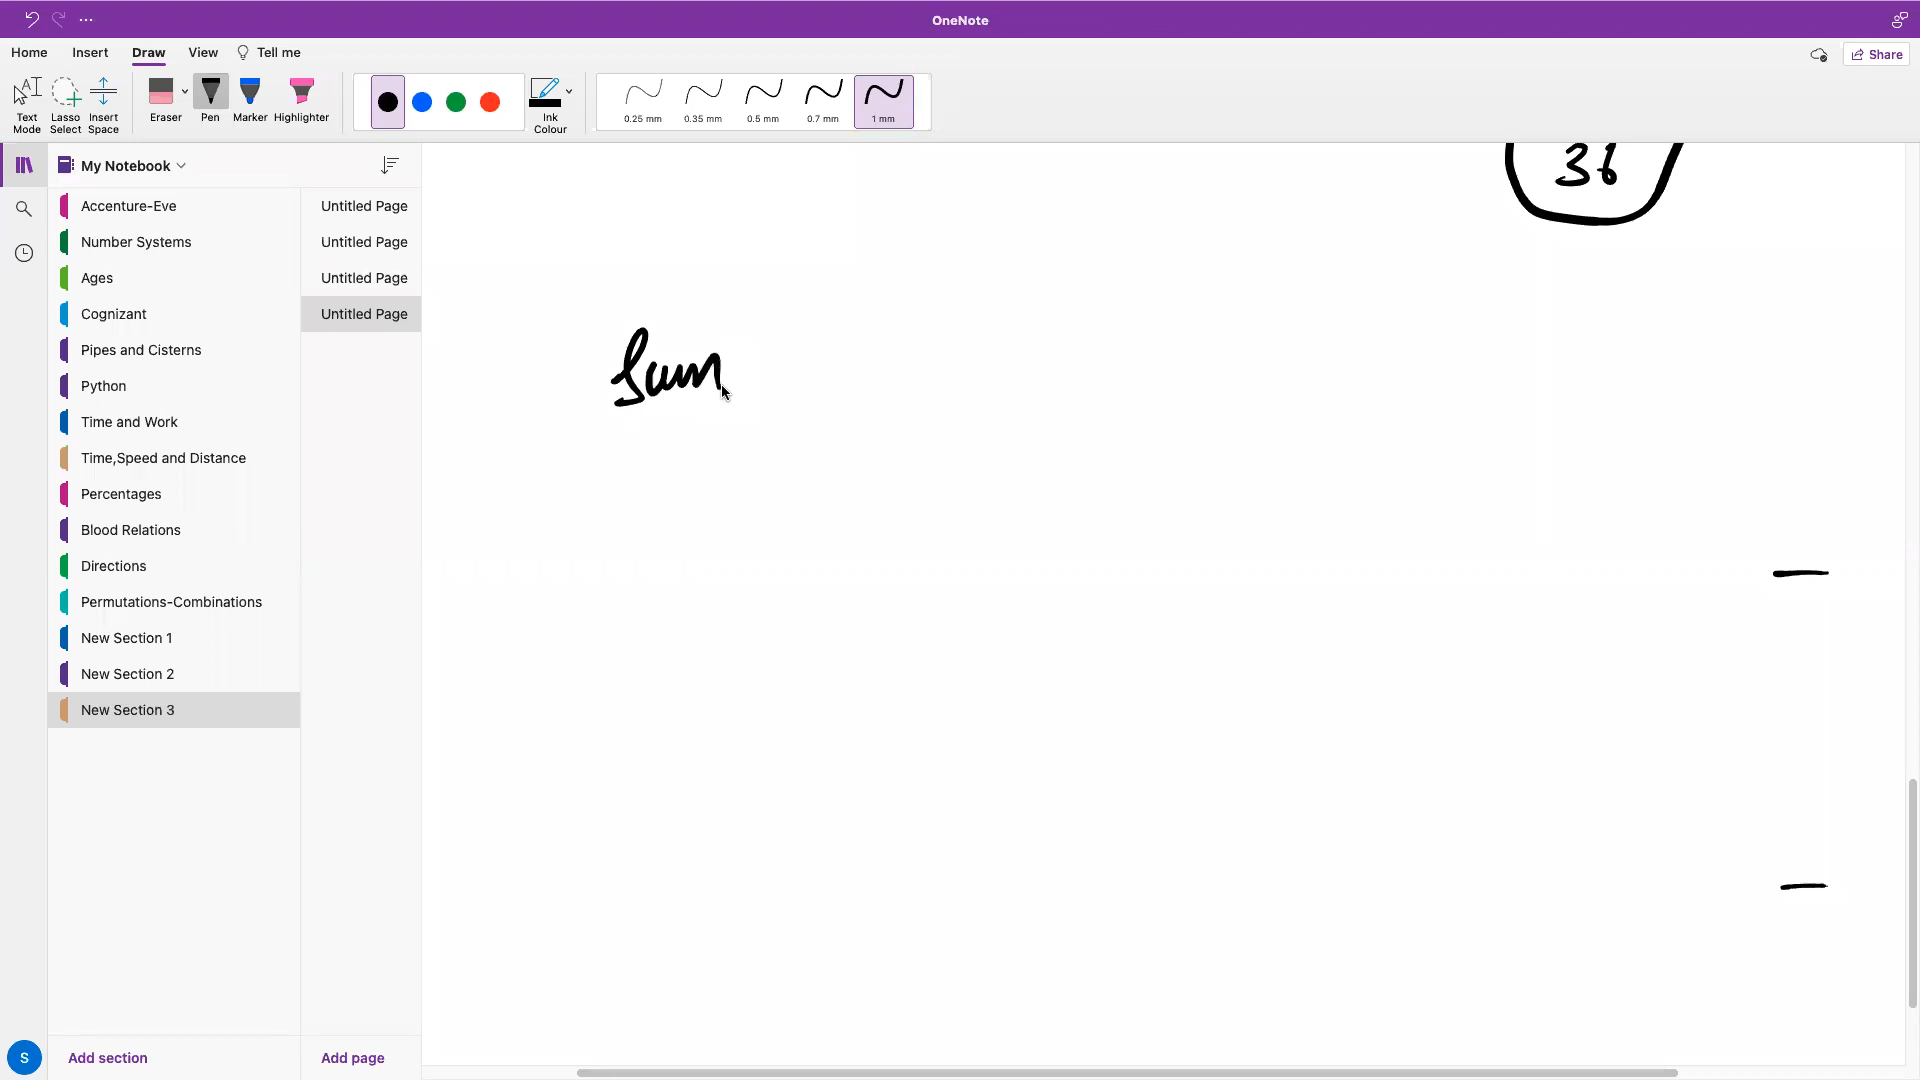 OneNote
Home Insert Draw View Tell me
Share
Text Mode
Lasso Select
Insert Space
Eraser
Pen
Marker
Highlighter
Ink Colour
0.25 mm
0.35 mm
0.5 mm
0.7 mm
1 mm
My Notebook
Accenture-Eve
Number Systems
Ages
Cognizant
Pipes and Cisterns
Python
Time and Work
Time,Speed and Distance
Percentages
Blood Relations
Directions
Permutations-Combinations
New Section 1
New Section 2
New Section 3
Untitled Page
Untitled Page
Untitled Page
Untitled Page
36
Sum
S
Add section
Add page